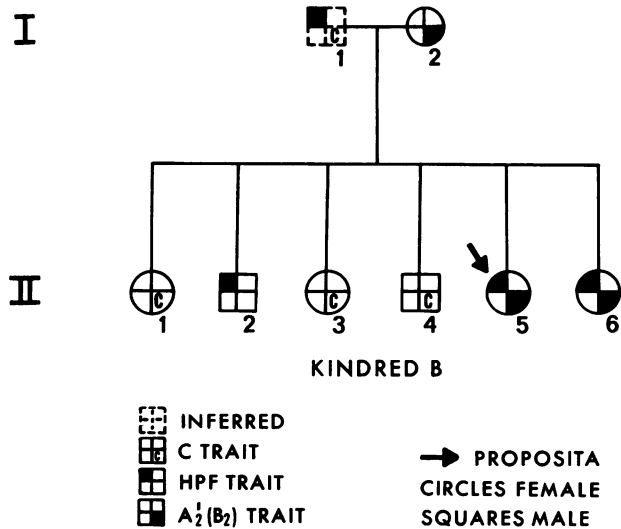 I
C
1
2
II
C
1
2
C
3
C
4
5
6
KINDRED B
INFERRED
C C TRAIT
HPF TRAIT
A₂'(B₂) TRAIT
PROPOSITA
CIRCLES FEMALE
SQUARES MALE